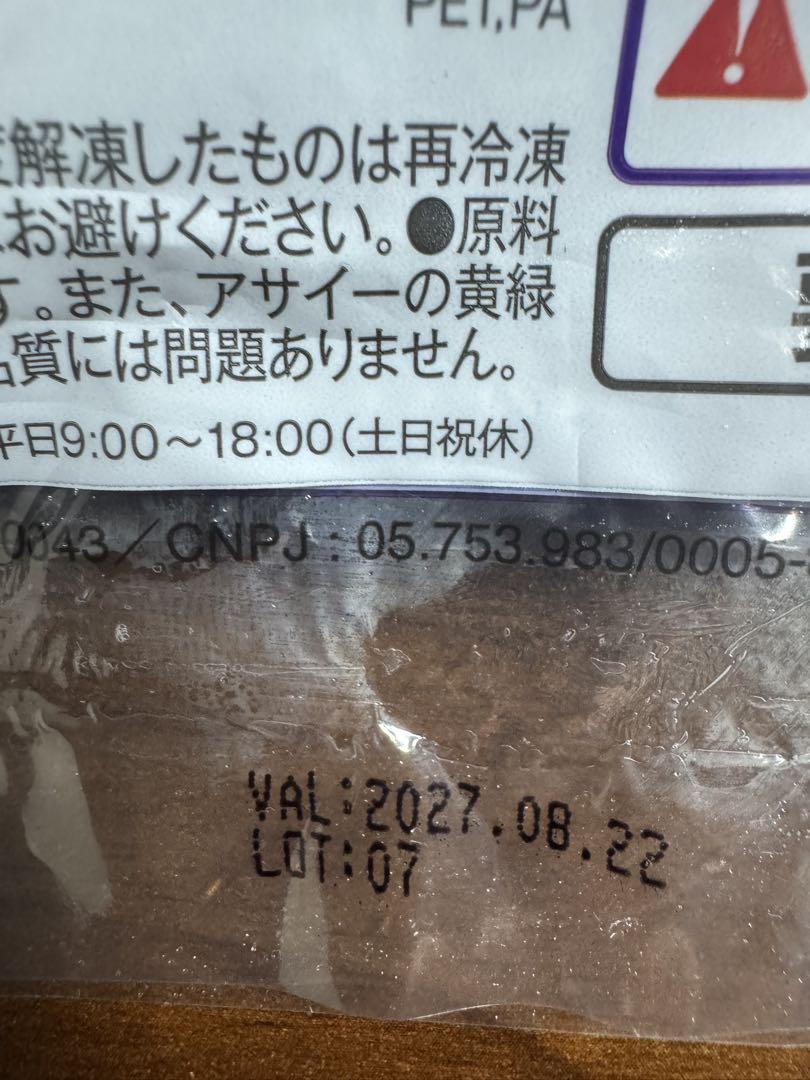 PET,PA
解凍したものは再冷凍
お避けください。●原料
す。また、アサイーの黄緑
品質には問題ありません。
平日9:00～18:00(土日祝休)
0043／CNPJ：05.753.983/0005-
VAL:2027.08.22
LOT:07